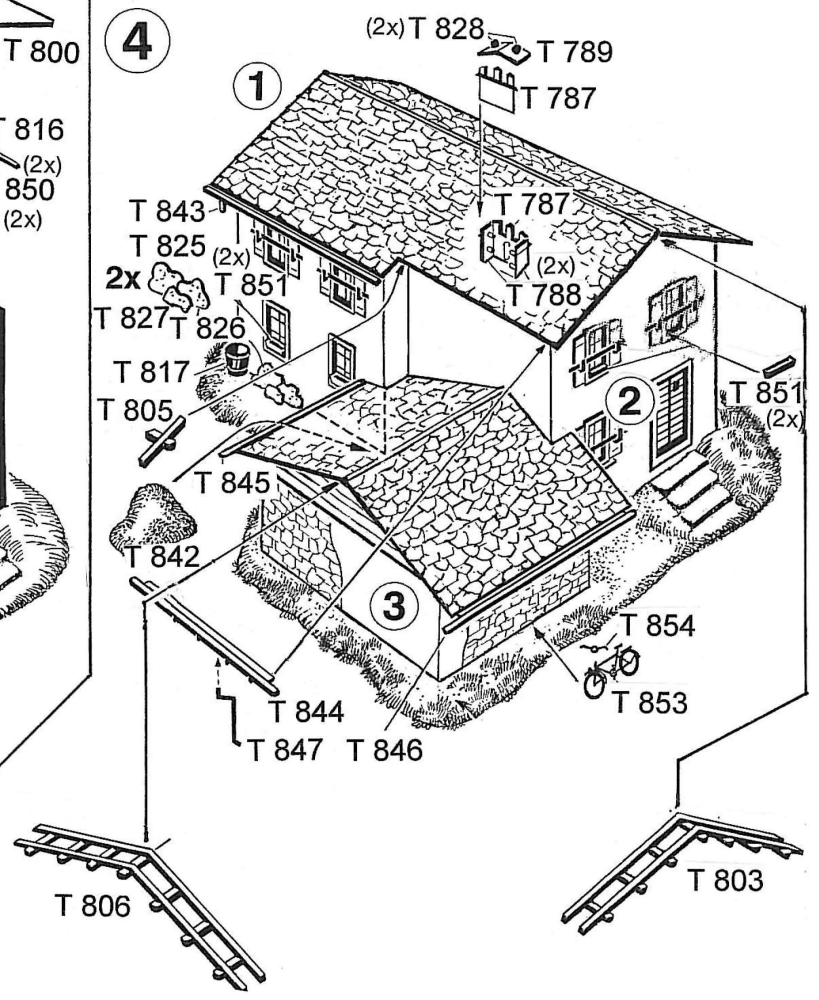 T 800
T 816
(2x)
850
(2x)
4
1
(2x) T 828
T 789
T 787
T 843
T 825
(2x)
2x
T 851
T 827
T 826
T 787
(2x)
T 788
T 817
T 805
2
T 851
(2x)
T 845
T 842
3
T 854
T 853
T 844
T 847
T 846
T 806
T 803